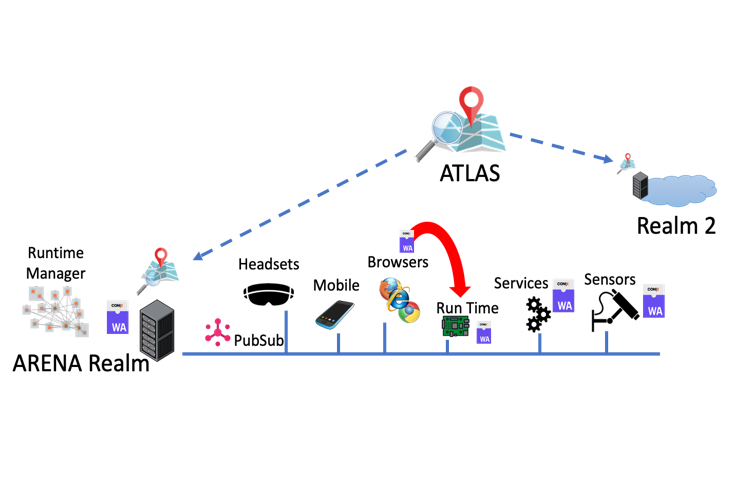 ATLAS
Realm 2
Runtime
Manager
WA
ARENA Realm
PubSub
Headsets
Mobile
WA
Browsers
Run Time
WA
Services
WA
Sensors
WA